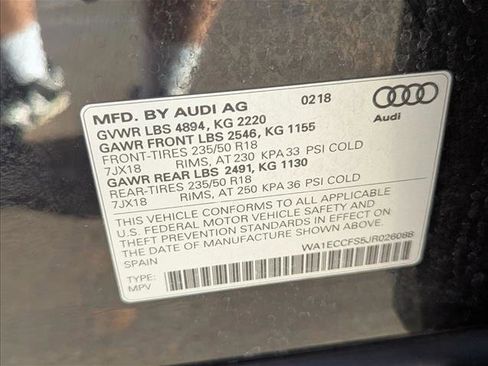 MFD. BY AUDI AG 0218
Audi
GVWR LBS 4894, KG 2220
GAWR FRONT LBS 2546, KG 1155
FRONT-TIRES 235/50 R18
7JX18 RIMS, AT 230 KPA 33 PSI COLD
GAWR REAR LBS 2491, KG 1130
REAR-TIRES 235/50 R18
7JX18 RIMS, AT 250 KPA 36 PSI COLD
THIS VEHICLE CONFORMS TO ALL APPLICABLE
U.S. FEDERAL MOTOR VEHICLE SAFETY
AND THEFT PREVENTION STANDARDS IN EFFECT ON
THE DATE OF MANUFACTURE SHOWN ABOVE.
SPAIN WA1ECCFS5JR026088
TYPE:
MPV